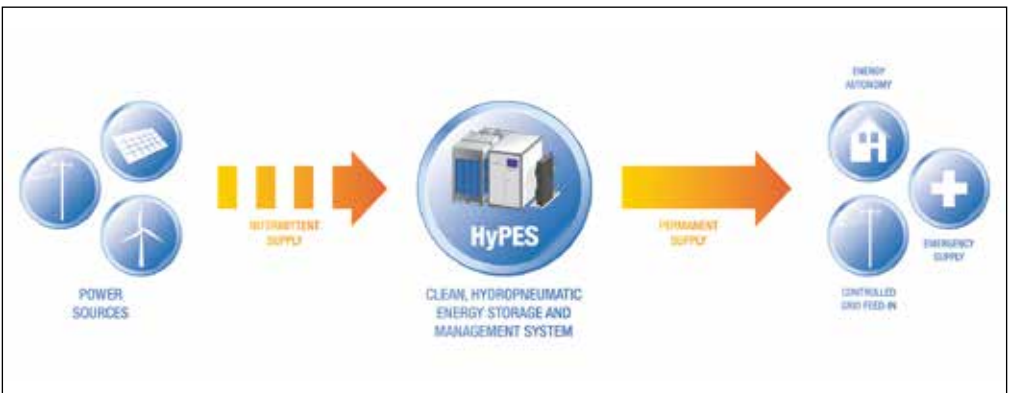 POWER
SOURCES
INTERMITTENT
SUPPLY
HyPES
CLEAN, HYDROPNEUMATIC
ENERGY STORAGE AND
MANAGEMENT SYSTEM
PERMANENT
SUPPLY
ENERGY
AUTONOMY
EMERGENCY
SUPPLY
CONTROLLED
GRID FEED-IN